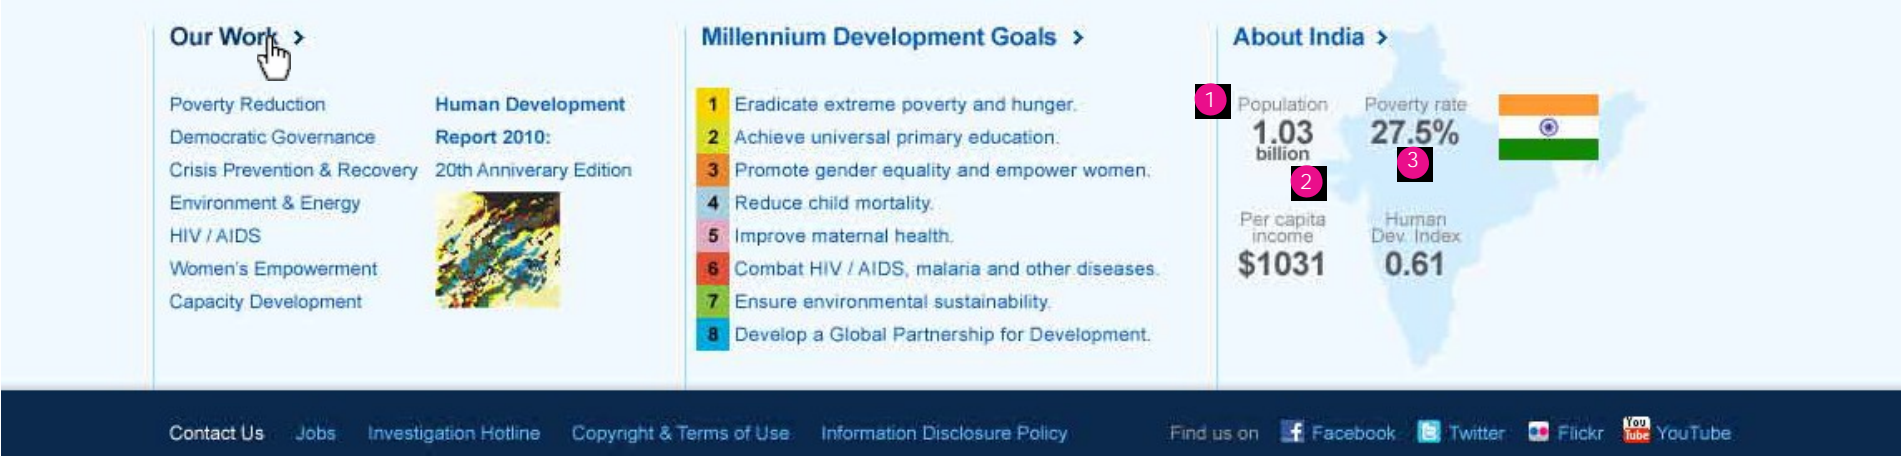 Our Work >
Poverty Reduction
Democratic Governance
Crisis Prevention & Recovery
Environment & Energy
HIV / AIDS
Women's Empowerment
Capacity Development
Human Development
Report 2010:
20th Anniverary Edition
Millennium Development Goals >
1 Eradicate extreme poverty and hunger.
2 Achieve universal primary education.
3 Promote gender equality and empower women.
4 Reduce child mortality.
5 Improve maternal health.
6 Combat HIV / AIDS, malaria and other diseases.
7 Ensure environmental sustainability.
8 Develop a Global Partnership for Development.
About India >
1
Population
1.03
billion
2
Poverty rate
27.5%
3
Per capita
income
$1031
Human
Dev. Index
0.61
Contact Us Jobs Investigation Hotline Copyright & Terms of Use Information Disclosure Policy Find us on f Facebook t Twitter Flickr You Tube YouTube